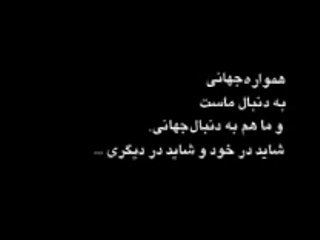 همواره جهانی
به دنبال ماست
و ما هم به دنبال جهانی،
شاید در خود و شاید در دیگری ...